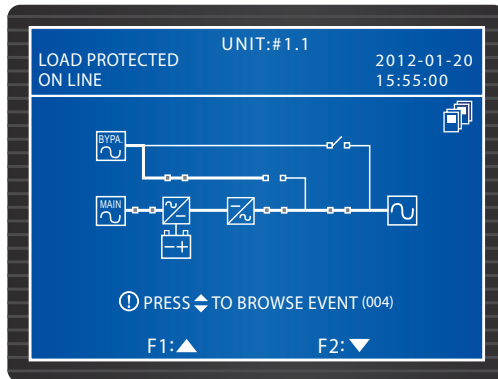 UNIT:#1.1
LOAD PROTECTED
2012-01-20
ON LINE
15:55:00
BYPA.
MAIN
PRESS TO BROWSE EVENT (004)
F1:
F2: